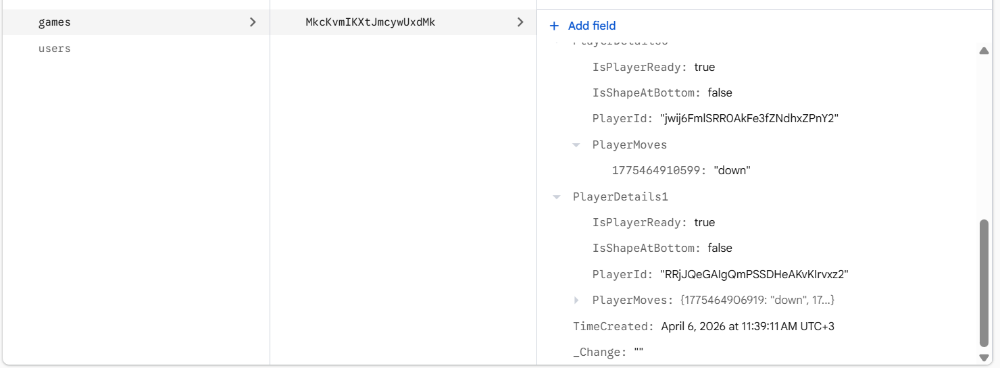 games
users
MkcKvmIKXtJmcywUxdMk
+ Add field
IsPlayerReady: true
IsShapeAtBottom: false
PlayerId: "jwij6FmlSRR0AkFe3fZNdhxZPnY2"
PlayerMoves
1775464910599: "down"
PlayerDetails1
IsPlayerReady: true
IsShapeAtBottom: false
PlayerId: "RRjJQeGAIgQmPSSDHeAKvKIrvxz2"
PlayerMoves: {1775464906919: "down", 17...}
TimeCreated: April 6, 2026 at 11:39:11 AM UTC+3
_Change: ""